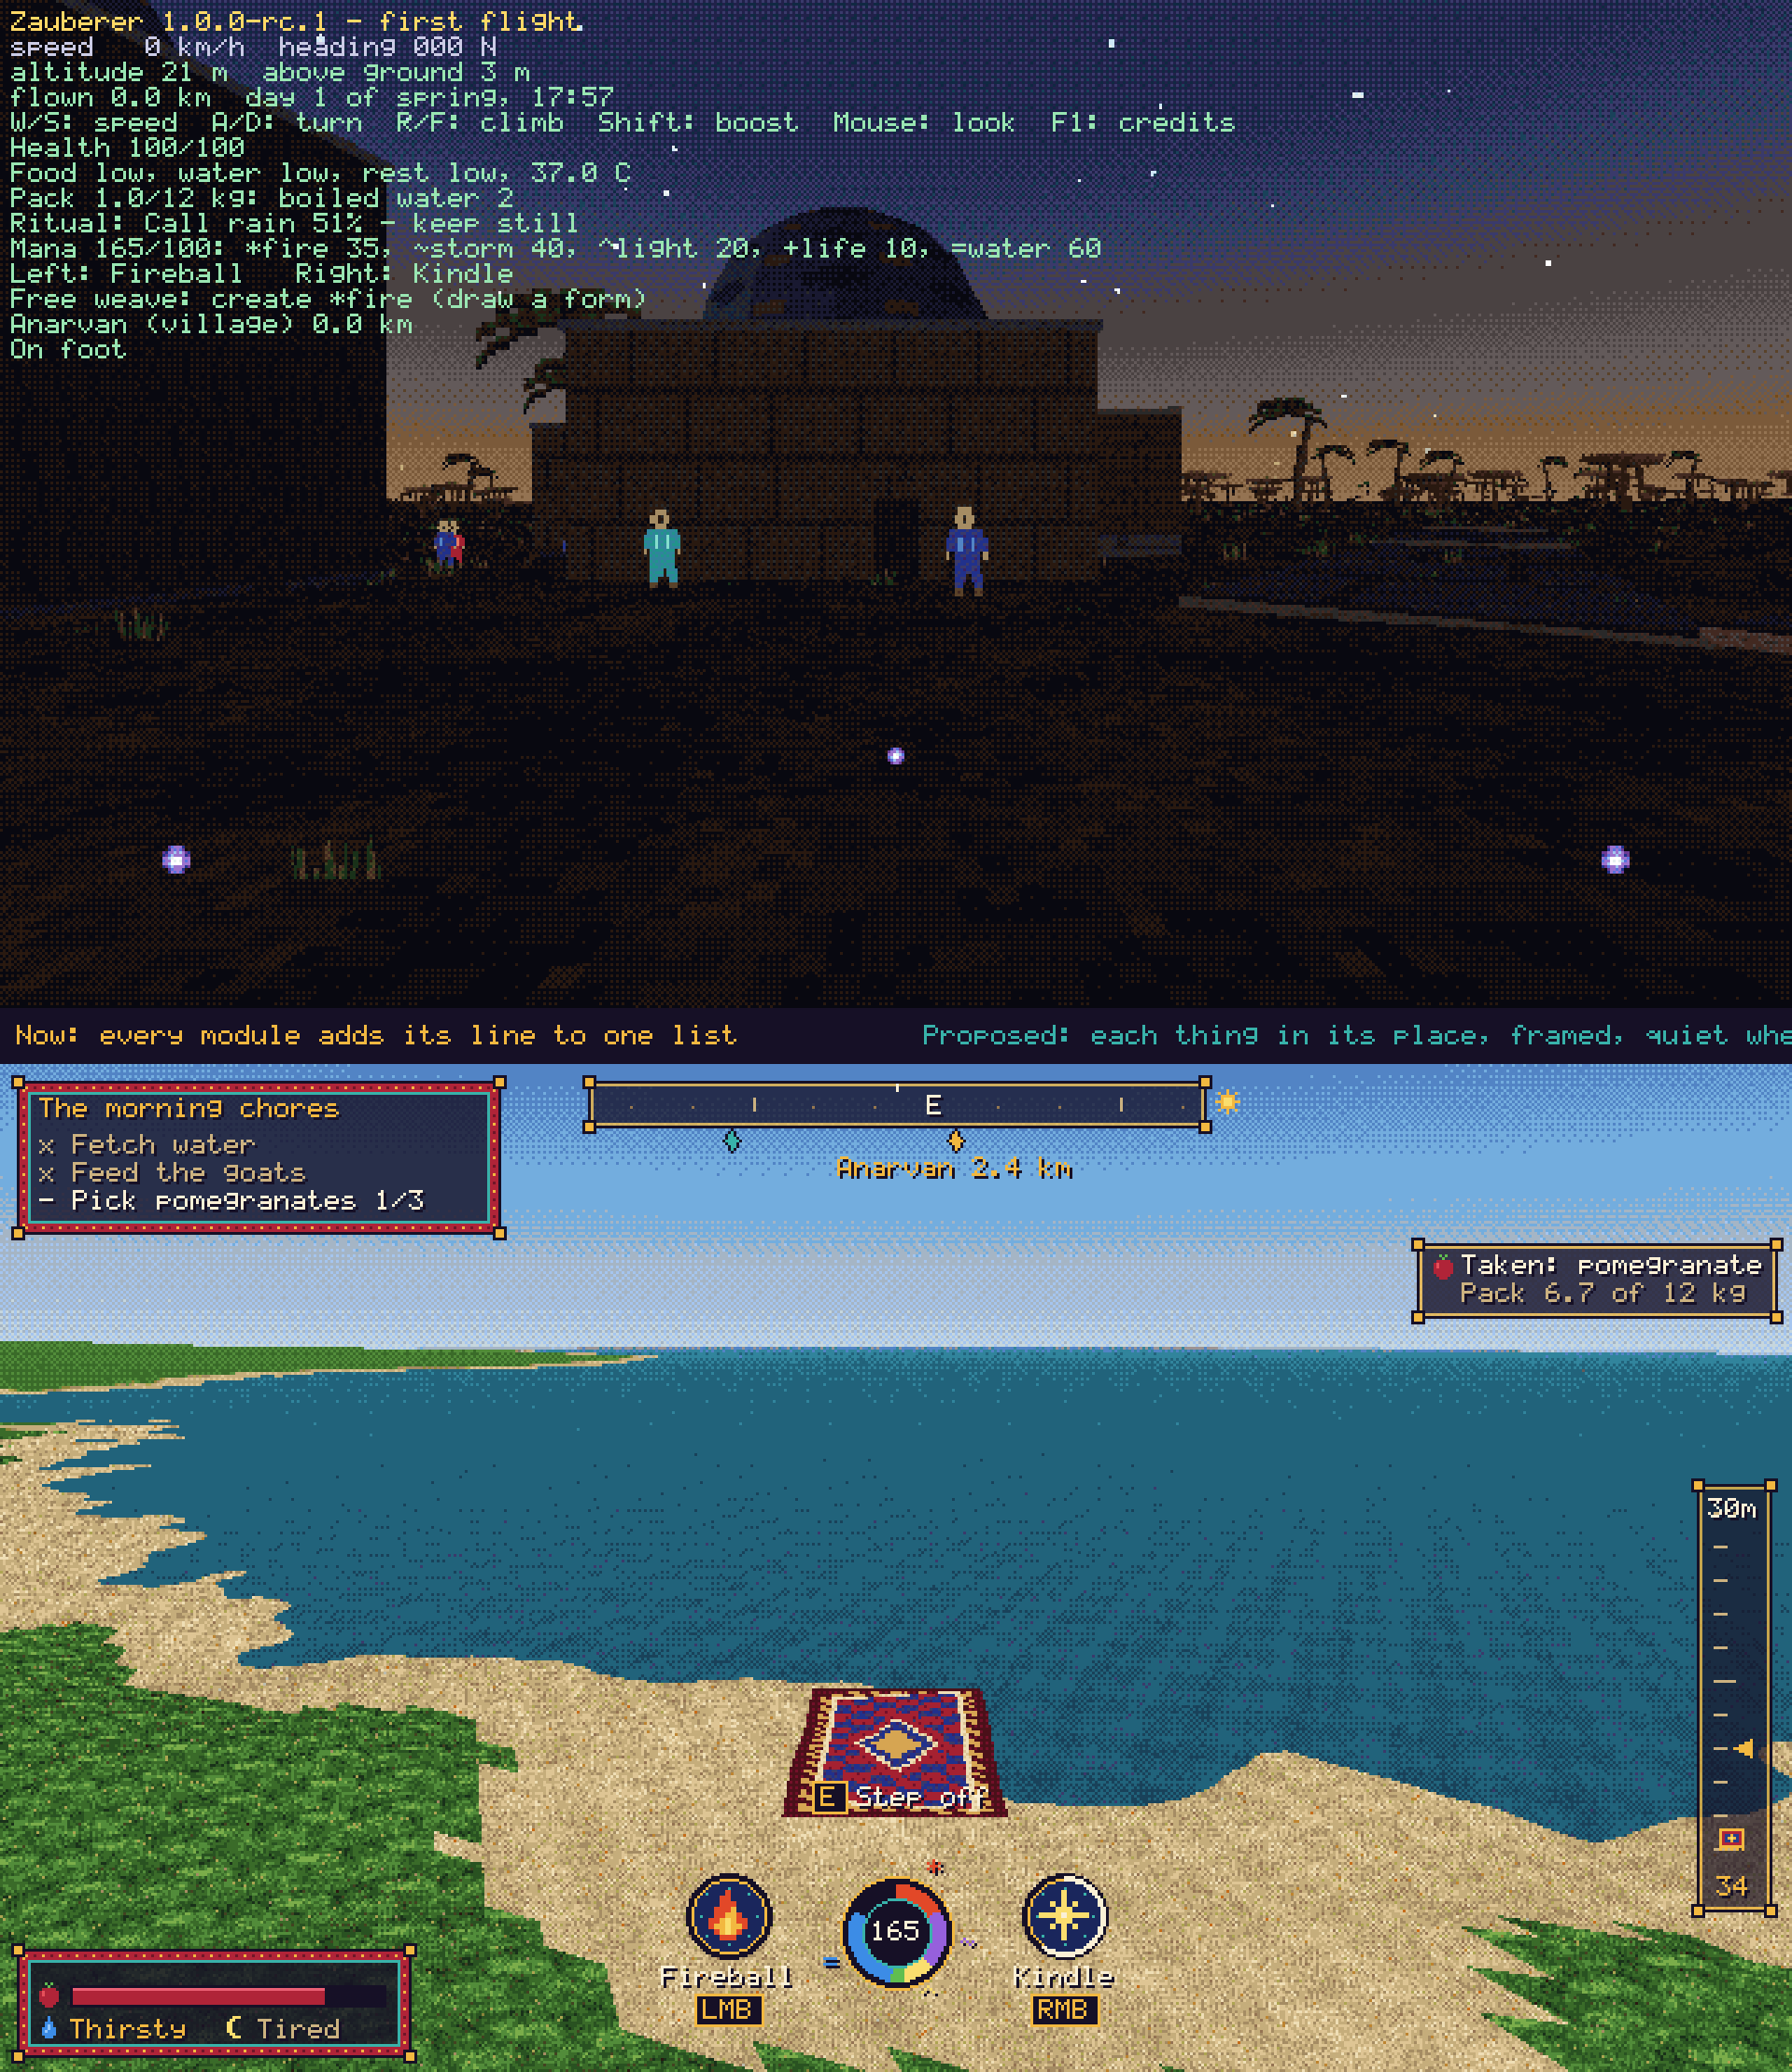 Zauberer 1.0.0-rc.1 - first flight
speed 0 km/h heading 000 N
altitude 21 m above ground 3 m
flown 0.0 km day 1 of spring, 17:57
W/S: speed A/D: turn R/F: climb Shift: boost Mouse: look F1: credits
Health 100/100
Food low, water low, rest low, 37.0 C
Pack 1.0/12 kg: boiled water 2
Ritual: Call rain 51% - keep still
Mana 165/100: *fire 35, ~storm 40, ^light 20, +life 10, =water 60
Left: Fireball Right: Kindle
Free weave: create *fire (draw a form)
Anarvan (village) 0.0 km
On foot
Now: every module adds its line to one list
Proposed: each thing in its place, framed, quiet whe
The morning chores
x Fetch water
x Feed the goats
- Pick pomegranates 1/3
E
Anarvan 2.4 km
Taken: pomegranate
Pack 6.7 of 12 kg
30m
E Step off
34
165
Fireball
Kindle
LMB
RMB
Thirsty Tired